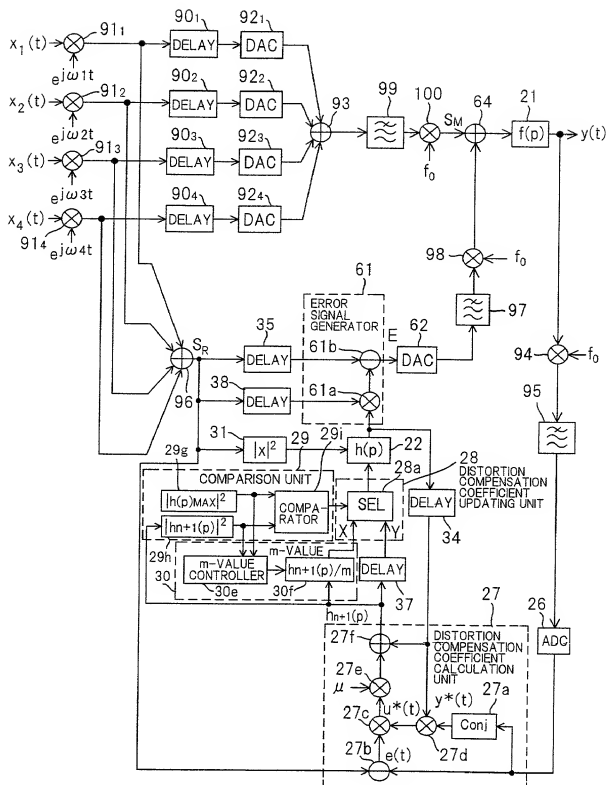 x1(t)
911
ejω1t
901
DELAY
921
DAC
x2(t)
912
ejω2t
902
DELAY
922
DAC
x3(t)
913
ejω3t
903
DELAY
923
DAC
x4(t)
914
ejω4t
904
DELAY
924
DAC
93
99
100
f0
SM
64
21
f(p)
y(t)
98
f0
97
94
f0
95
61
ERROR
SIGNAL
GENERATOR
E
62
DAC
61b
61a
SR
96
35
DELAY
38
DELAY
31
|x|²
22
h(p)
29g
29
29i
COMPARISON UNIT
|h(p)MAX|²
|hn+1(p)|²
29h
COMPA
RATOR
28a
28
SEL
X
Y
DISTORTION
COMPENSATION
COEFFICIENT
UPDATING UNIT
DELAY
34
30
m-VALUE
m-VALUE
CONTROLLER
30e
hn+1(p)/m
30f
DELAY
37
hn+1(p)
27
DISTORTION
COMPENSATION
COEFFICIENT
CALCULATION
UNIT
27f
27e
μ
u*(t)
27c
y*(t)
27a
Conj
27d
27b
e(t)
26
ADC